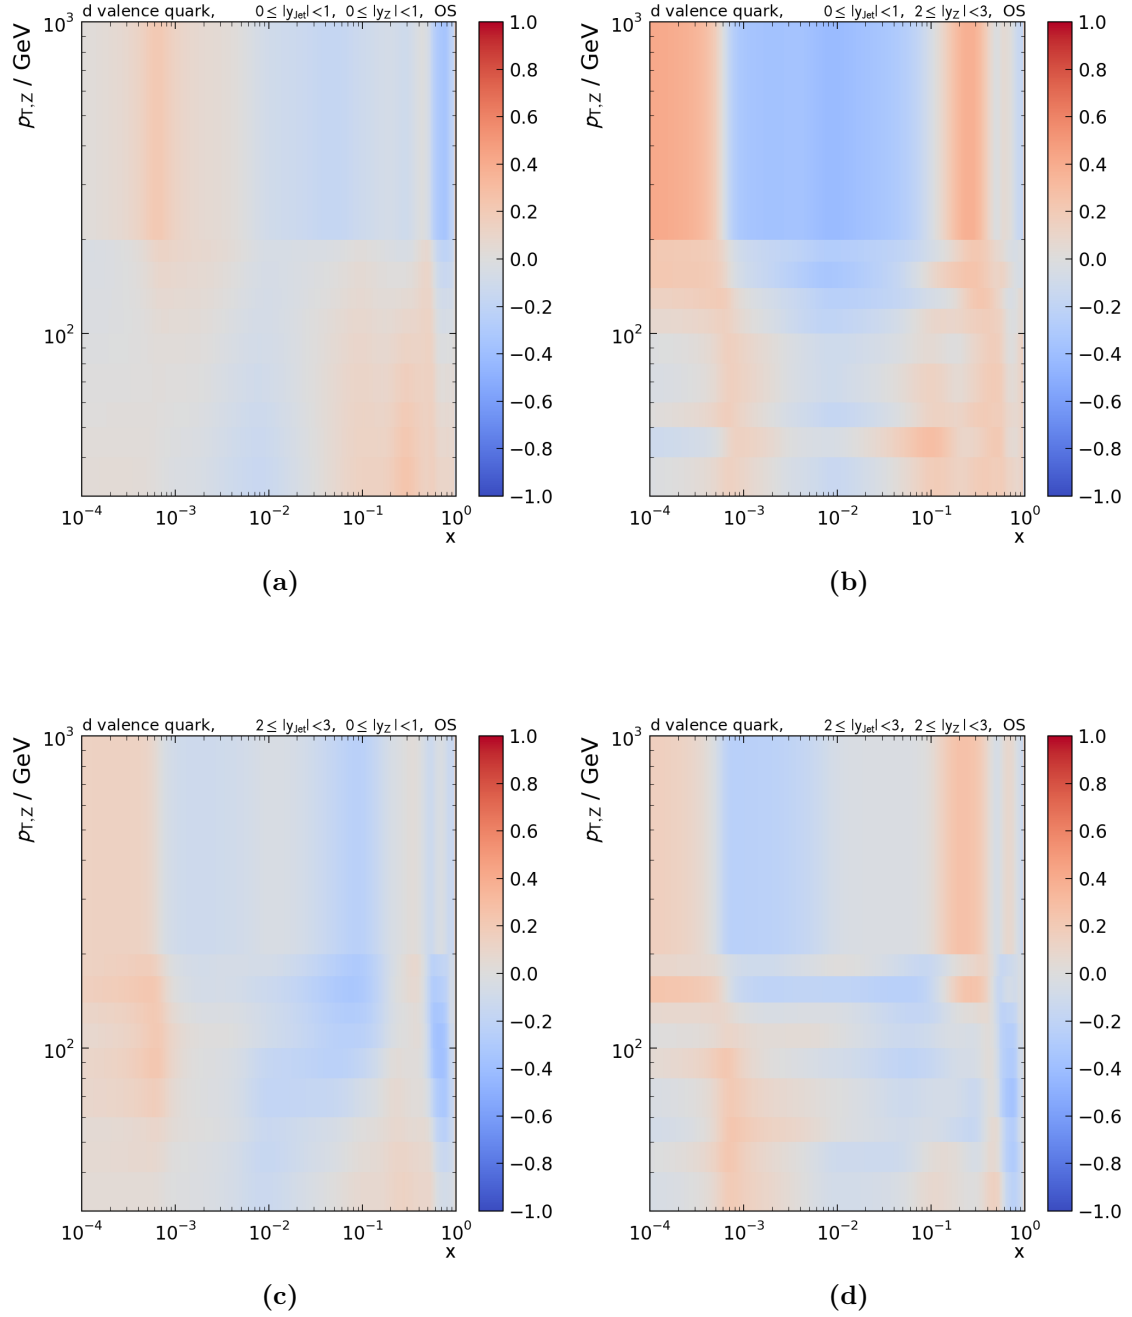 d valence quark, 0 ≤ |y_Jet| < 1, 0 ≤ |y_Z| < 1, OS
p_T,Z / GeV
10^3
10^2
10^−4 10^−3 10^−2 10^−1 10^0
x
1.0
0.8
0.6
0.4
0.2
0.0
−0.2
−0.4
−0.6
−0.8
−1.0
(a)
d valence quark, 0 ≤ |y_Jet| < 1, 2 ≤ |y_Z| < 3, OS
p_T,Z / GeV
10^3
10^2
10^−4 10^−3 10^−2 10^−1 10^0
x
1.0
0.8
0.6
0.4
0.2
0.0
−0.2
−0.4
−0.6
−0.8
−1.0
(b)
d valence quark, 2 ≤ |y_Jet| < 3, 0 ≤ |y_Z| < 1, OS
p_T,Z / GeV
10^3
10^2
10^−4 10^−3 10^−2 10^−1 10^0
x
1.0
0.8
0.6
0.4
0.2
0.0
−0.2
−0.4
−0.6
−0.8
−1.0
(c)
d valence quark, 2 ≤ |y_Jet| < 3, 2 ≤ |y_Z| < 3, OS
p_T,Z / GeV
10^3
10^2
10^−4 10^−3 10^−2 10^−1 10^0
x
1.0
0.8
0.6
0.4
0.2
0.0
−0.2
−0.4
−0.6
−0.8
−1.0
(d)